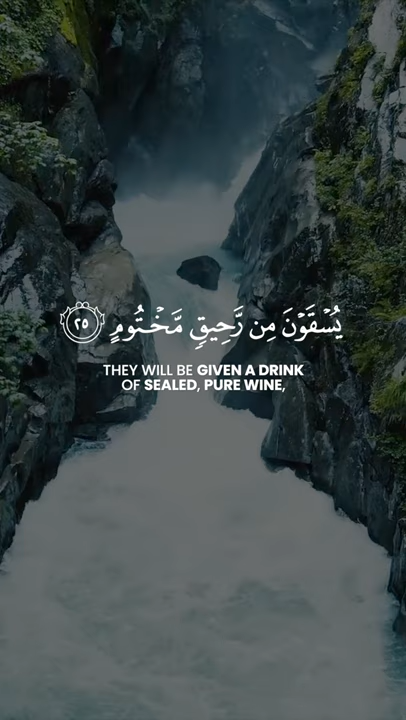 يُسْقَوْنَ مِن رَّحِيقٍ مَّخْتُومٍ ٢٥
THEY WILL BE GIVEN A DRINK
OF SEALED, PURE WINE,